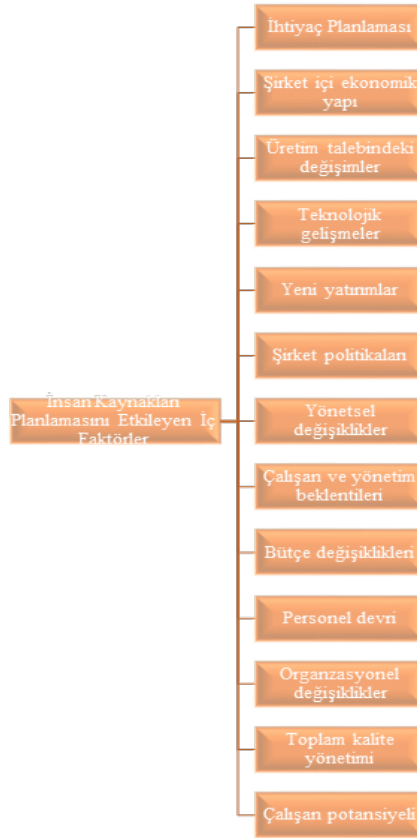 İhtiyaç Planlaması
Şirket içi ekonomik
yapı
Üretim talebindeki
değişimler
Teknolojik
gelişmeler
Yeni yatırımlar
Şirket politikaları
İnsan Kaynakları
Planlamasını Etkileyen İç
Faktörler
Yönetsel
değişiklikler
Çalışan ve yönetim
beklentileri
Bütçe değişiklikleri
Personel devri
Organzasyonel
değişiklikler
Toplam kalite
yönetimi
Çalışan potansiyeli